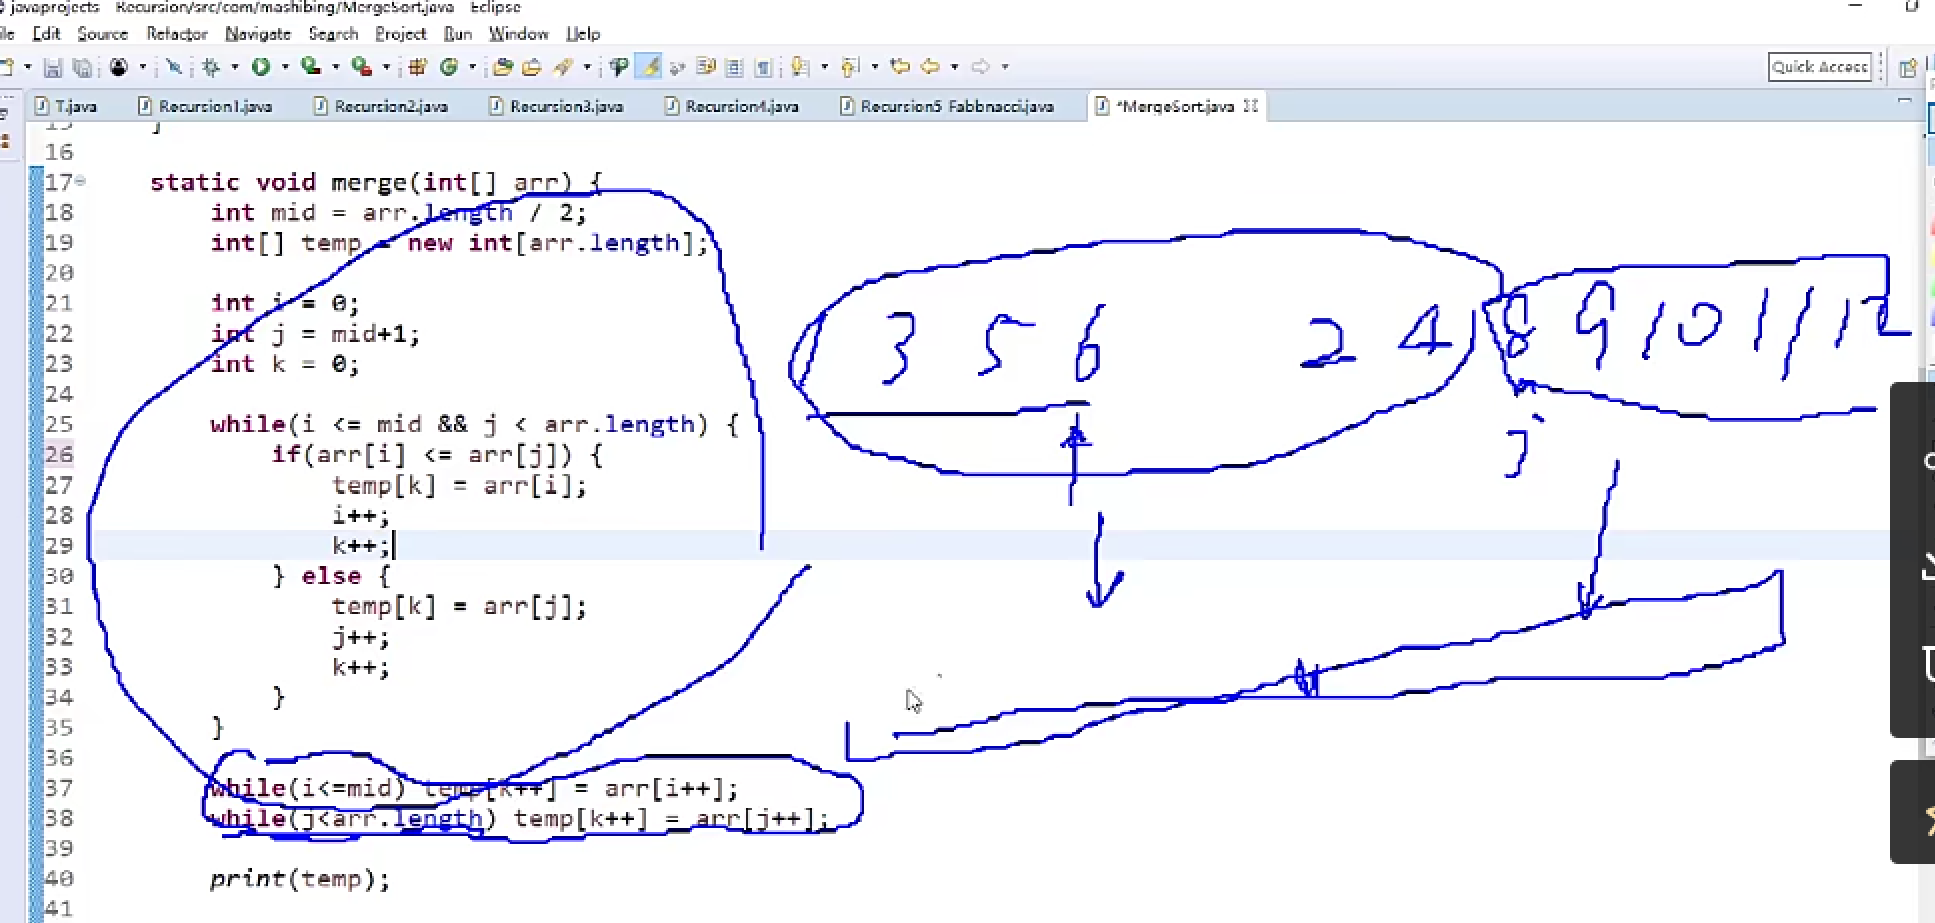 javaprojects Recursion/src/com/mashibing/MergeSort.java Eclipse
Edit Source Refactor Navigate Search Project Run Window Help
Quick Access
T.java Recursion1.java Recursion2.java Recursion3.java Recursion4.java Recursion5 Fabbnacci.java *MergeSort.java
15 }
16
17 static void merge(int[] arr) {
18 int mid = arr.length / 2;
19 int[] temp = new int[arr.length];
20
21 int i = 0;
22 int j = mid+1;
23 int k = 0;
24
25 while(i <= mid && j < arr.length) {
26 if(arr[i] <= arr[j]) {
27 temp[k] = arr[i];
28 i++;
29 k++;
30 } else {
31 temp[k] = arr[j];
32 j++;
33 k++;
34 }
35 }
36
37 while(i<=mid) temp[k++] = arr[i++];
38 while(j<arr.length) temp[k++] = arr[j++];
39
40 print(temp);
41
1 3 5 6 2 4 8 9 10 11 12
j